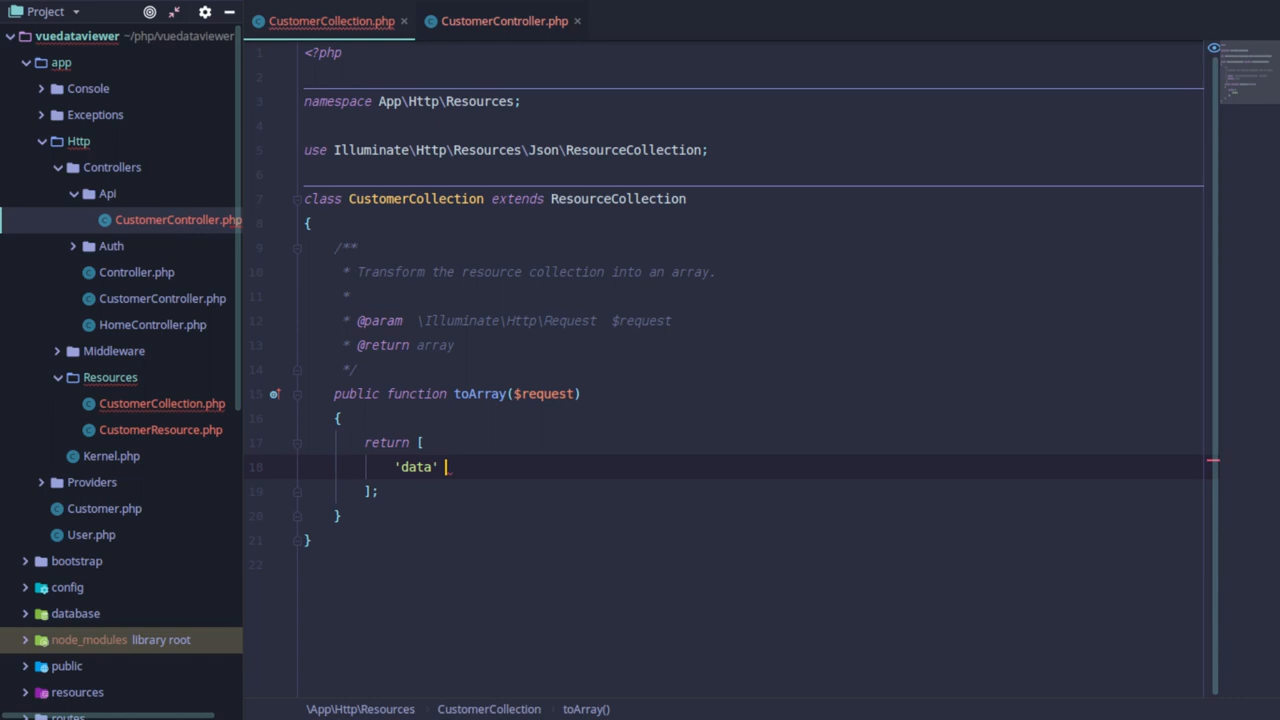 Project
vuedataviewer ~/php/vuedataviewer
app
Console
Exceptions
Http
Controllers
Api
CustomerController.php
Auth
Controller.php
CustomerController.php
HomeController.php
Middleware
Resources
CustomerCollection.php
CustomerResource.php
Kernel.php
Providers
Customer.php
User.php
bootstrap
config
database
node_modules library root
public
resources
routes
CustomerCollection.php
CustomerController.php
1 <?php
2
3 namespace App\Http\Resources;
4
5 use Illuminate\Http\Resources\Json\ResourceCollection;
6
7 class CustomerCollection extends ResourceCollection
8 {
9 /**
10 * Transform the resource collection into an array.
11 *
12 * @param \Illuminate\Http\Request $request
13 * @return array
14 */
15 public function toArray($request)
16 {
17 return [
18 'data'
19 ];
20 }
21 }
22
\App\Http\Resources CustomerCollection toArray()